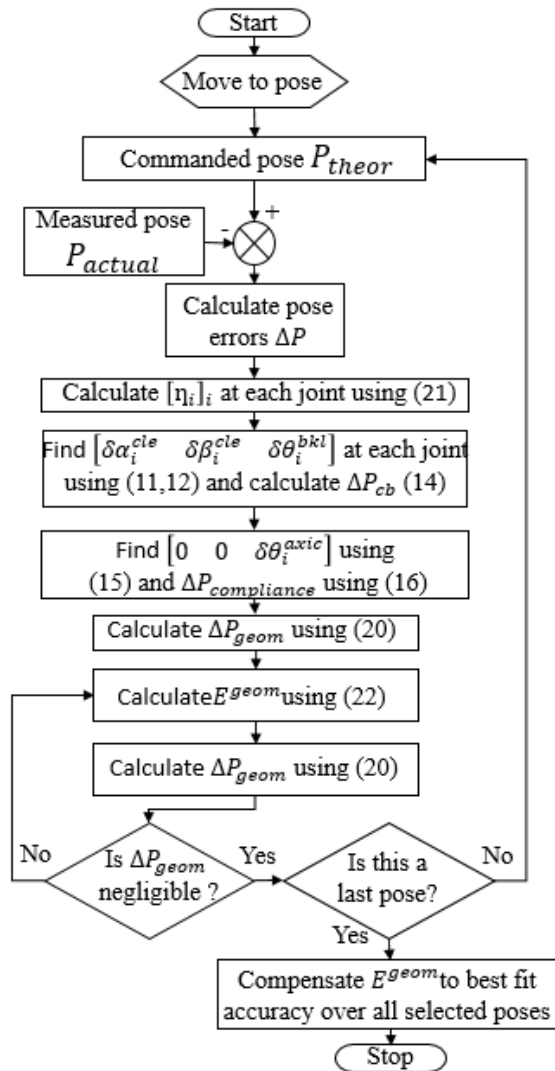 Start
Move to pose
Commanded pose P_theor
+
-
Measured pose
P_actual
Calculate pose
errors ΔP
Calculate [η_i]_i at each joint using (21)
Find [δα_i^cle δβ_i^cle δθ_i^bkl] at each joint
using (11,12) and calculate ΔP_cb (14)
Find [0 0 δθ_i^axic] using
(15) and ΔP_compliance using (16)
Calculate ΔP_geom using (20)
CalculateE^geom using (22)
Calculate ΔP_geom using (20)
No
Is ΔP_geom
negligible ?
Yes
Is this a
last pose?
No
Yes
Compensate E^geom to best fit
accuracy over all selected poses
Stop